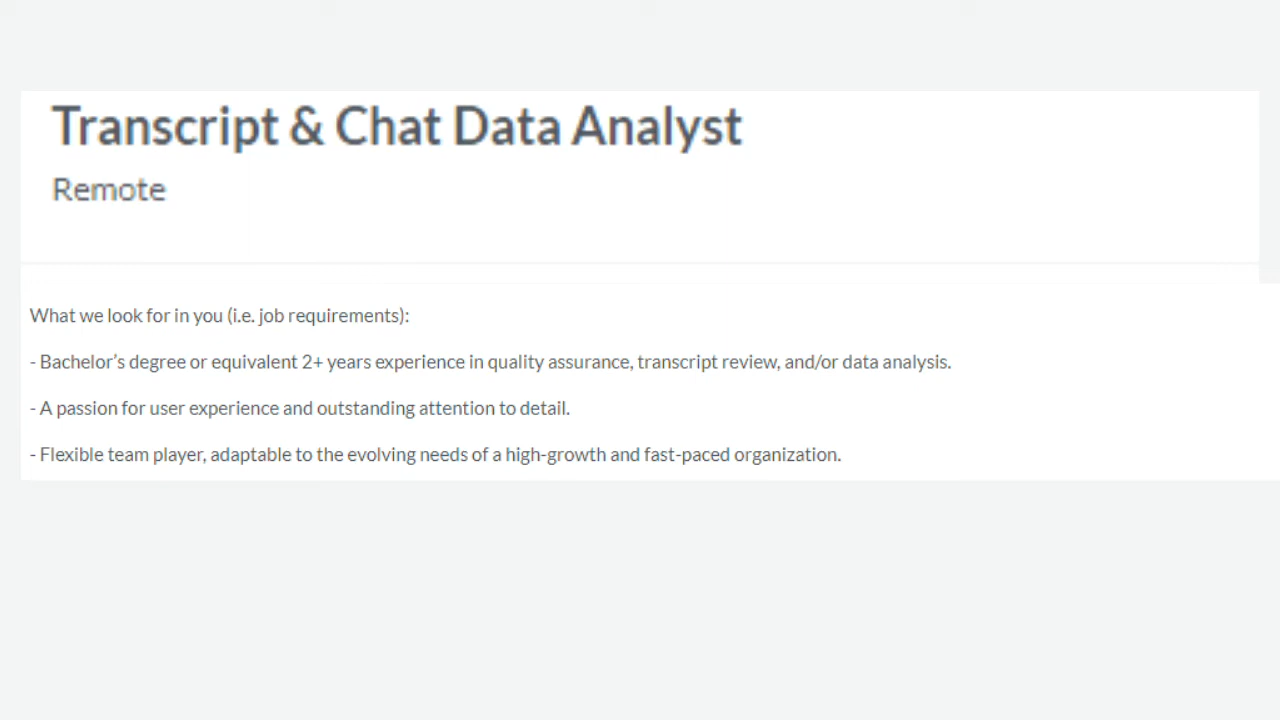 Transcript & Chat Data Analyst
Remote
What we look for in you (i.e. job requirements):
- Bachelor’s degree or equivalent 2+ years experience in quality assurance, transcript review, and/or data analysis.
- A passion for user experience and outstanding attention to detail.
- Flexible team player, adaptable to the evolving needs of a high-growth and fast-paced organization.